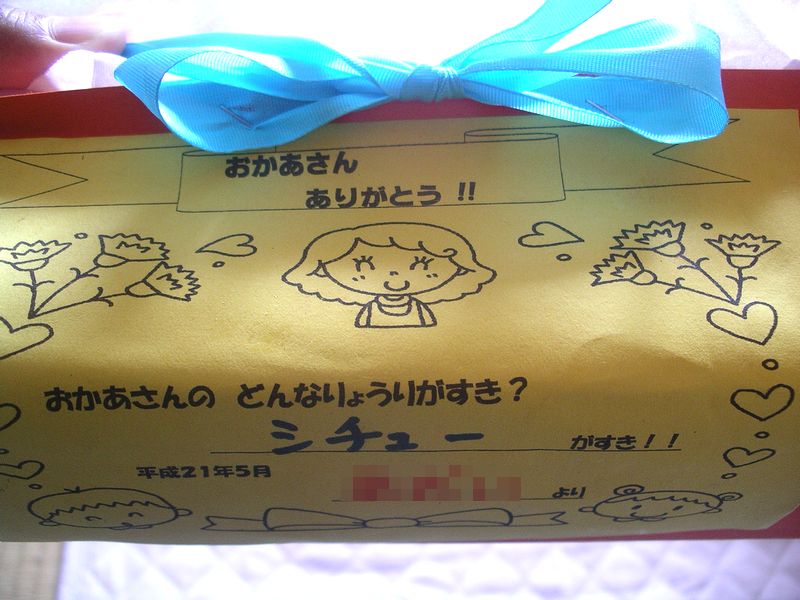 おかあさん
ありがとう!!
おかあさんの どんなりょうりがすき?
シチュー がすき!!
平成21年5月
より